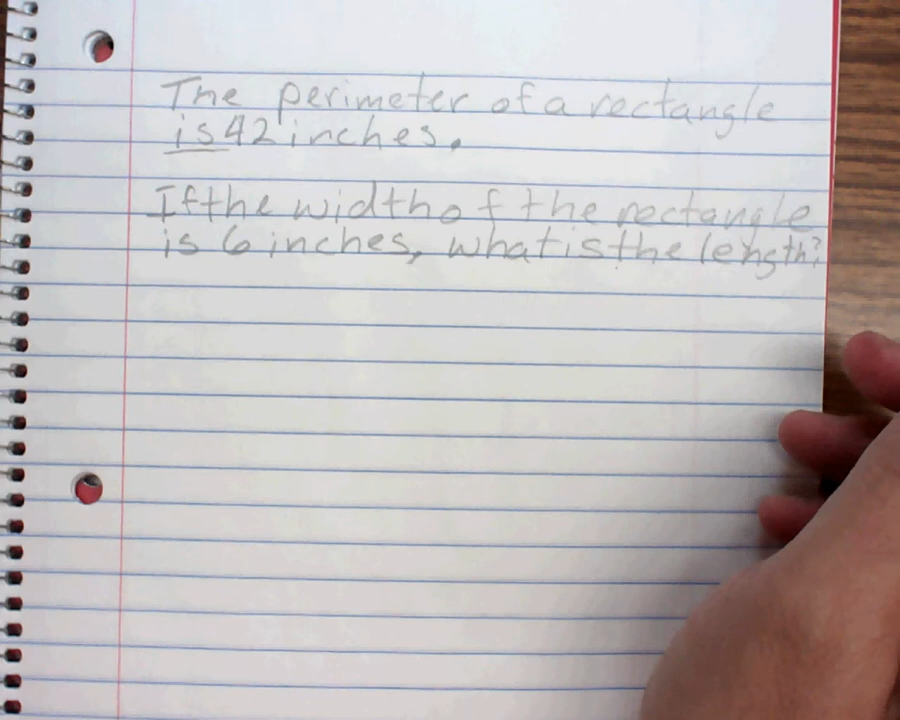 The perimeter of a rectangle
is 42 inches.
If the width of the rectangle
is 6 inches, what is the length?